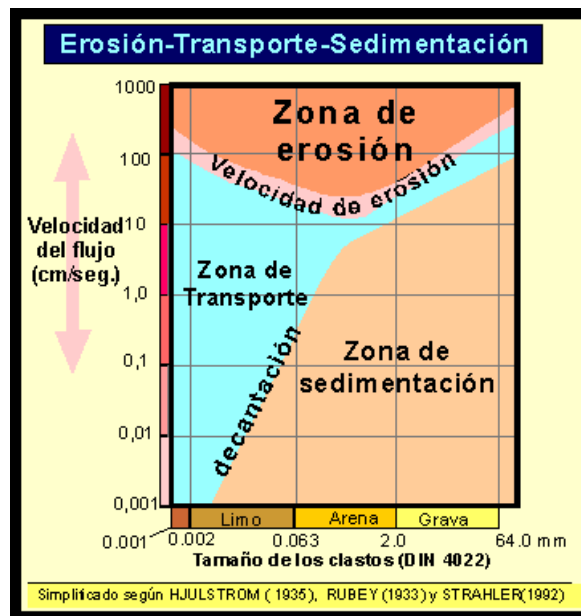 Erosión-Transporte-Sedimentación
1000
100
10
1,0
0,1
0,01
0,001
Velocidad
del flujo
(cm/seg.)
Zona de
erosión
Velocidad de erosión
Zona de
Transporte
decantación
Zona de
sedimentación
Limo
Arena
Grava
0.001
0.002
0.063
2.0
64.0 mm
Tamaño de los clastos (DIN 4022)
Simplificado según HJULSTROM ( 1935), RUBEY (1933) y STRAHLER(1992)